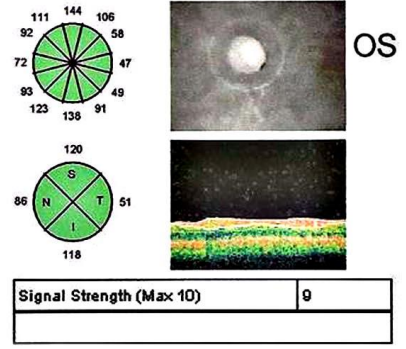 144
111 106
92 58
72 47
93 49
123 91
138
OS
120
S
86 N T 51
I
118
Signal Strength (Max 10) 9